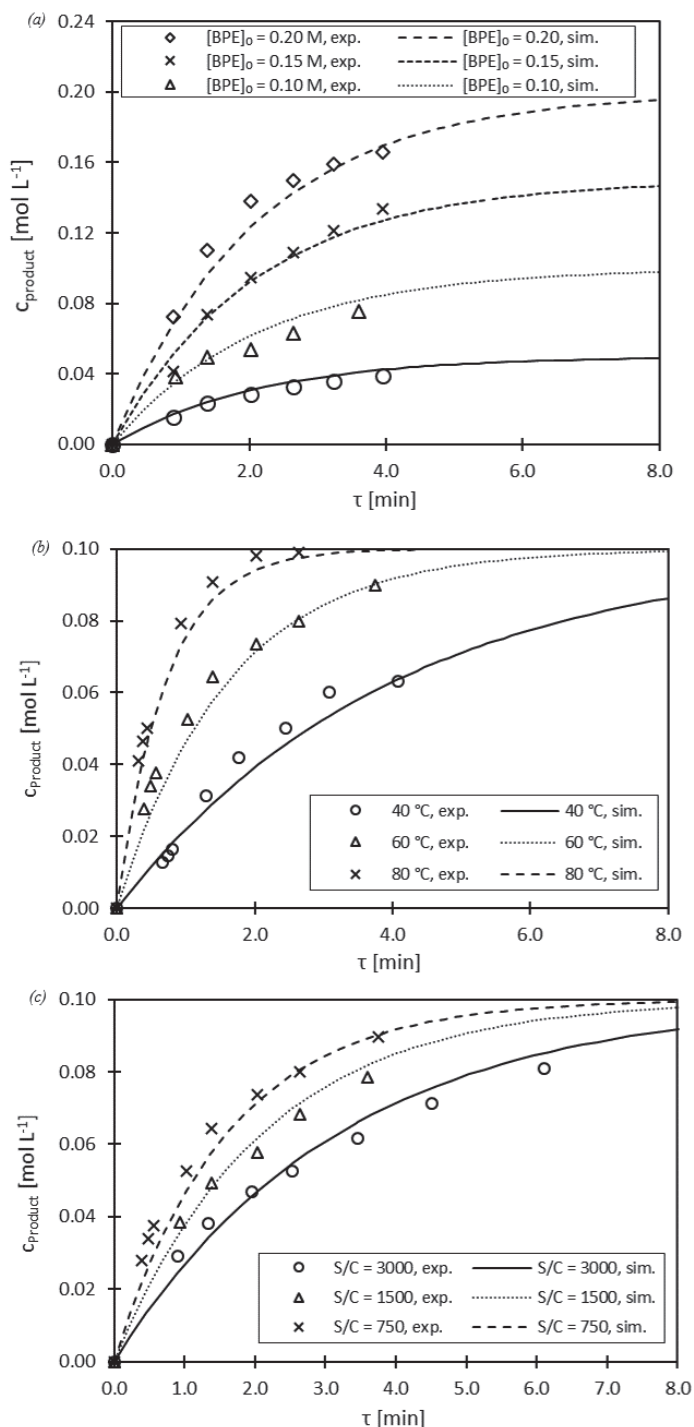 (a)
[BPE]₀ = 0.20 M, exp. [BPE]₀ = 0.20, sim.
[BPE]₀ = 0.15 M, exp. [BPE]₀ = 0.15, sim.
[BPE]₀ = 0.10 M, exp. [BPE]₀ = 0.10, sim.
0.24
0.20
0.16
0.12
0.08
0.04
0.00
cproduct [mol L⁻¹]
0.0 2.0 4.0 6.0 8.0
τ [min]
(b)
0.10
0.08
0.06
0.04
0.02
0.00
cProduct [mol L⁻¹]
40 °C, exp. 40 °C, sim.
60 °C, exp. 60 °C, sim.
80 °C, exp. 80 °C, sim.
0.0 2.0 4.0 6.0 8.0
τ [min]
(c)
0.10
0.08
0.06
0.04
0.02
0.00
cProduct [mol L⁻¹]
S/C = 3000, exp. S/C = 3000, sim.
S/C = 1500, exp. S/C = 1500, sim.
S/C = 750, exp. S/C = 750, sim.
0.0 1.0 2.0 3.0 4.0 5.0 6.0 7.0 8.0
τ [min]